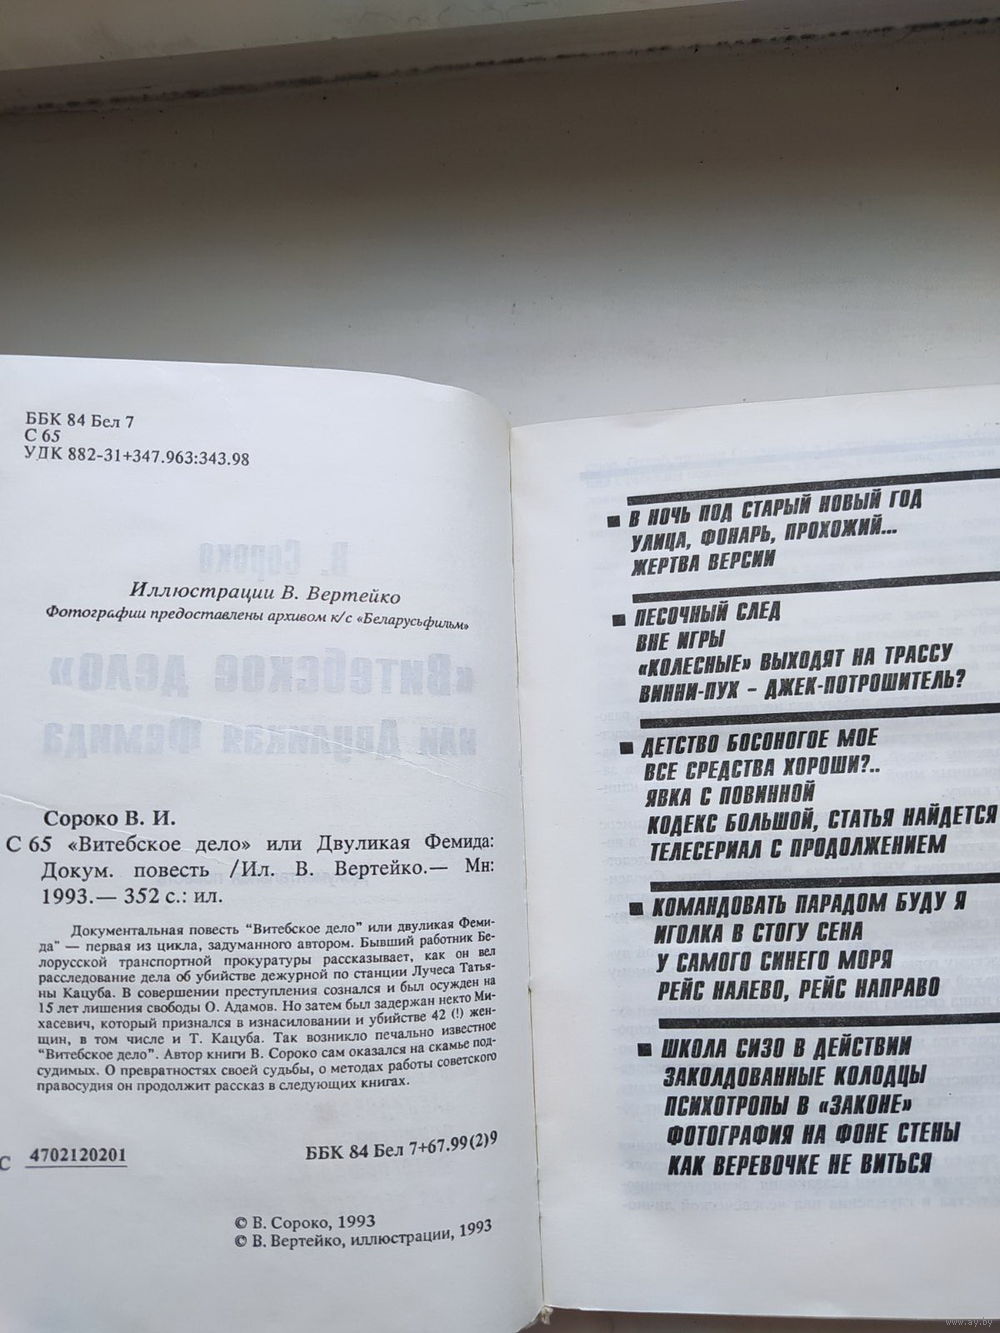 ББК 84 Бел 7
С 65
УДК 882-31+347.963:343.98
Иллюстрации В. Вертейко
Фотографии предоставлены архивом к/с «Беларусьфильм»
Сороко В. И.
С 65 «Витебское дело» или Двуликая Фемида:
Докум. повесть /Ил. В. Вертейко.— Мн:
1993.— 352 с.: ил.
Документальная повесть "Витебское дело" или двуликая Феми-
да" — первая из цикла, задуманного автором. Бывший работник Бе-
лорусской транспортной прокуратуры рассказывает, как он вел
расследование дела об убийстве дежурной по станции Лучеса Татья-
ны Кацуба. В совершении преступления сознался и был осужден на
15 лет лишения свободы О. Адамов. Но затем был задержан некто Ми-
хасевич, который признался в изнасиловании и убийстве 42 (!) жен-
щин, в том числе и Т. Кацуба. Так возникло печально известное
"Витебское дело". Автор книги В. Сороко сам оказался на скамье под-
судимых. О превратностях своей судьбы, о методах работы советского
правосудия он продолжит рассказ в следующих книгах.
С 4702120201
ББК 84 Бел 7+67.99(2)9
© В. Сороко, 1993
© В. Вертейко, иллюстрации, 1993
■ В НОЧЬ ПОД СТАРЫЙ НОВЫЙ ГОД
УЛИЦА, ФОНАРЬ, ПРОХОЖИЙ...
ЖЕРТВА ВЕРСИИ
■ ПЕСОЧНЫЙ СЛЕД
ВНЕ ИГРЫ
«КОЛЕСНЫЕ» ВЫХОДЯТ НА ТРАССУ
ВИННИ-ПУХ – ДЖЕК-ПОТРОШИТЕЛЬ?
■ ДЕТСТВО БОСОНОГОЕ МОЕ
ВСЕ СРЕДСТВА ХОРОШИ?..
ЯВКА С ПОВИННОЙ
КОДЕКС БОЛЬШОЙ, СТАТЬЯ НАЙДЕТСЯ
ТЕЛЕСЕРИАЛ С ПРОДОЛЖЕНИЕМ
■ КОМАНДОВАТЬ ПАРАДОМ БУДУ Я
ИГОЛКА В СТОГУ СЕНА
У САМОГО СИНЕГО МОРЯ
РЕЙС НАЛЕВО, РЕЙС НАПРАВО
■ ШКОЛА СИЗО В ДЕЙСТВИИ
ЗАКОЛДОВАННЫЕ КОЛОДЦЫ
ПСИХОТРОПЫ В «ЗАКОНЕ»
ФОТОГРАФИЯ НА ФОНЕ СТЕНЫ
КАК ВЕРЕВОЧКЕ НЕ ВИТЬСЯ
www.ay.by